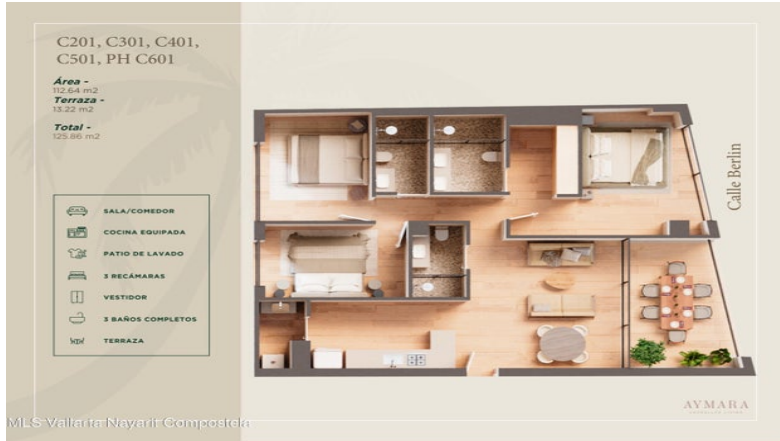 C201, C301, C401,
C501, PH C601
Área -
112.64 m2
Terraza -
13.22 m2
Total -
125.86 m2
SALA/COMEDOR
COCINA EQUIPADA
PATIO DE LAVADO
3 RECÁMARAS
VESTIDOR
3 BAÑOS COMPLETOS
TERRAZA
Calle Berlin
AYMARA
MLS Vallarta Nayarit Compostela